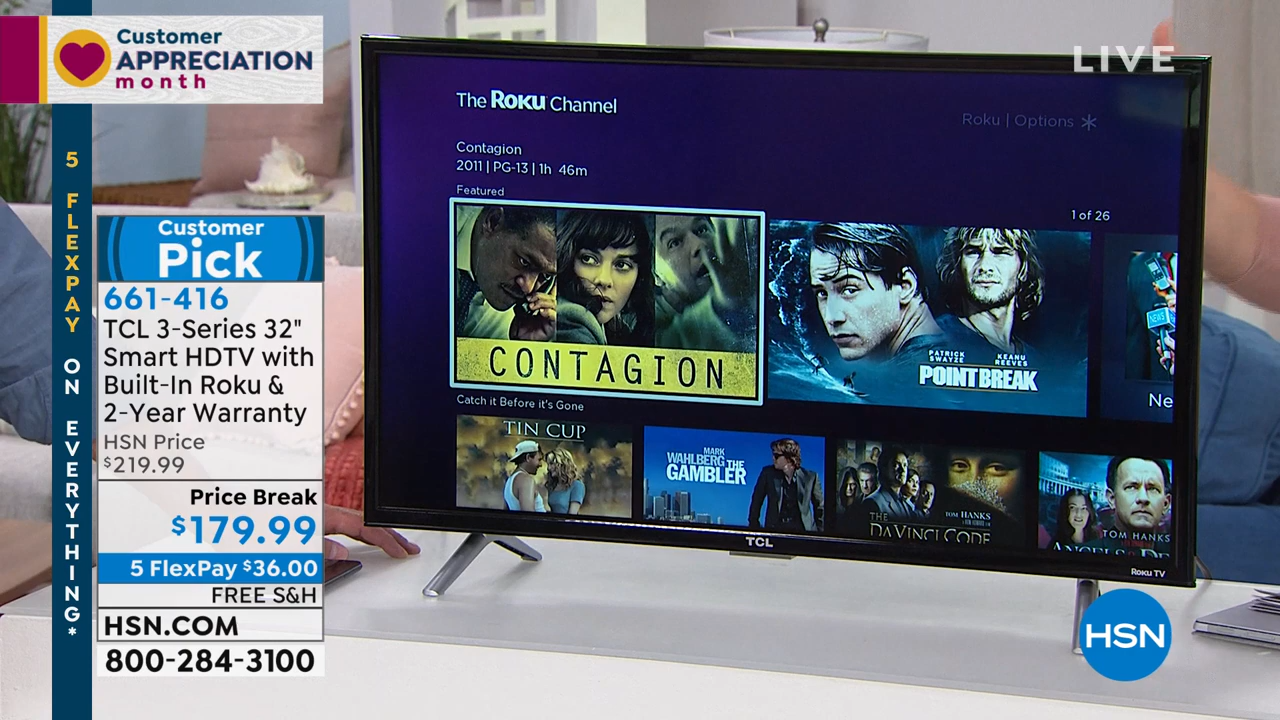 Customer
APPRECIATION
month
LIVE
5 FLEXPAY ON EVERYTHING*
Customer
Pick
661-416
TCL 3-Series 32"
Smart HDTV with
Built-In Roku &
2-Year Warranty
HSN Price
$219.99
Price Break
$179.99
5 FlexPay $36.00
FREE S&H
HSN.COM
800-284-3100
The Roku Channel
Roku | Options *
Contagion
2011 | PG-13 | 1h 46m
Featured
1 of 26
CONTAGION
PATRICK SWAYZE
KEANU REEVES
POINT BREAK
NEWS
Ne
Catch it Before it's Gone
TIN CUP
MARK
WAHLBERG THE
GAMBLER
TOM HANKS
THE
DA VINCI CODE
TOM HANKS
ANGELS & DE
TCL
Roku TV
HSN